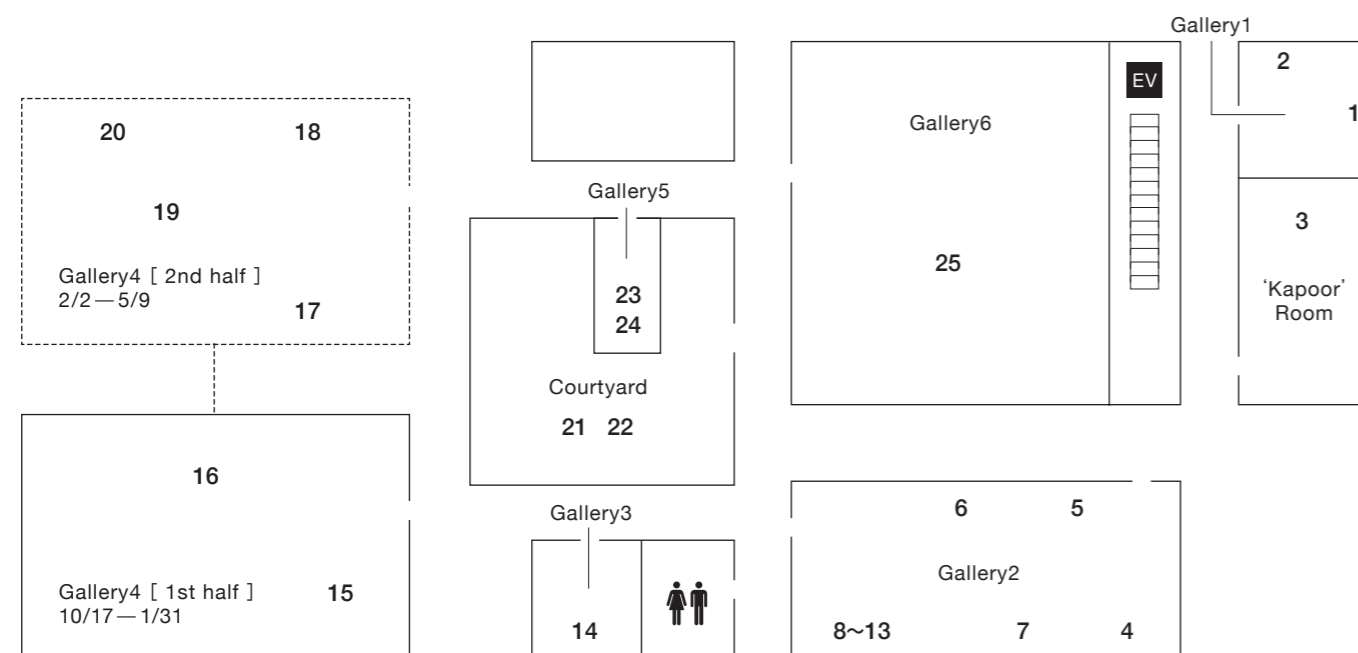 Gallery1
2
1
EV
Gallery6
20
18
Gallery5
19
3
25
Gallery4 [ 2nd half ]
2/2—5/9
17
23
24
'Kapoor'
Room
Courtyard
21 22
16
6
5
Gallery3
Gallery2
Gallery4 [ 1st half ]
10/17—1/31
15
14
8~13
7
4